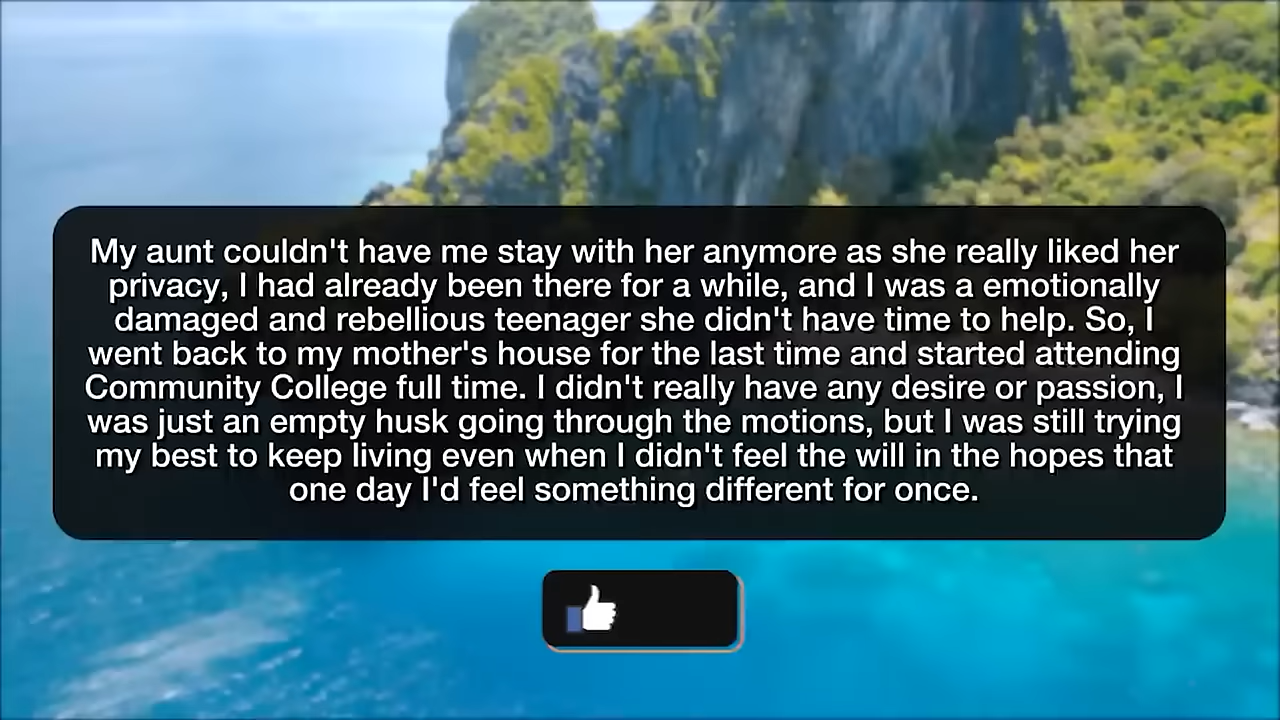 My aunt couldn't have me stay with her anymore as she really liked her
privacy, I had already been there for a while, and I was a emotionally
damaged and rebellious teenager she didn't have time to help. So, I
went back to my mother's house for the last time and started attending
Community College full time. I didn't really have any desire or passion, I
was just an empty husk going through the motions, but I was still trying
my best to keep living even when I didn't feel the will in the hopes that
one day I'd feel something different for once.